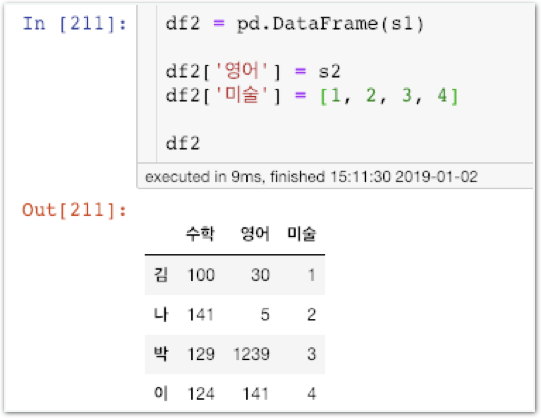 In [211]: df2 = pd.DataFrame(s1)
df2['영어'] = s2
df2['미술'] = [1, 2, 3, 4]
df2
executed in 9ms, finished 15:11:30 2019-01-02
Out[211]:
수학 영어 미술
김 100 30 1
나 141 5 2
박 129 1239 3
이 124 141 4